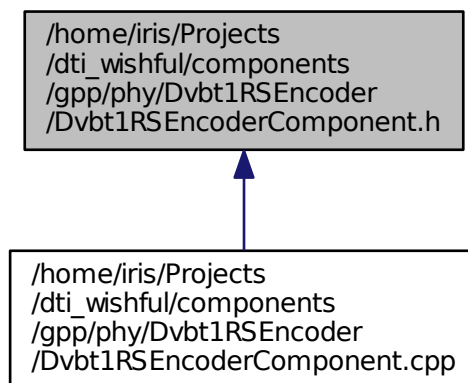 /home/iris/Projects
/dti_wishful/components
/gpp/phy/Dvbt1RSEncoder
/Dvbt1RSEncoderComponent.h
/home/iris/Projects
/dti_wishful/components
/gpp/phy/Dvbt1RSEncoder
/Dvbt1RSEncoderComponent.cpp